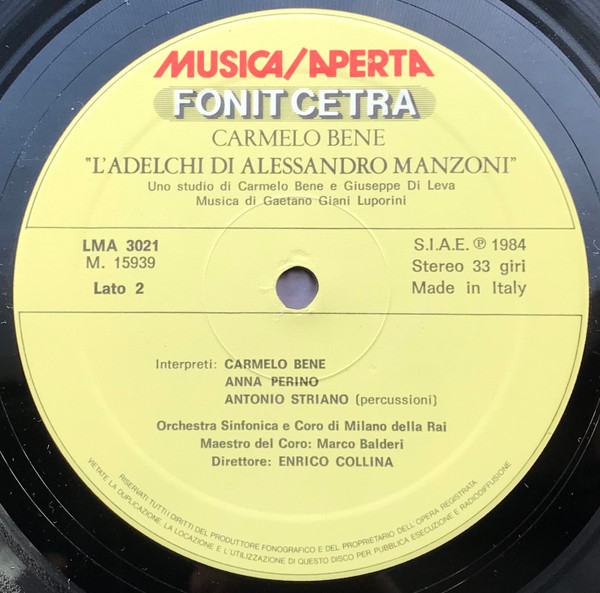 MUSICA/APERTA
FONIT CETRA
CARMELO BENE
"L'ADELCHI DI ALESSANDRO MANZONI"
Uno studio di Carmelo Bene e Giuseppe Di Leva
Musica di Gaetano Giani Luporini
LMA 3021
M. 15939
Lato 2
S.I.A.E. ℗ 1984
Stereo 33 giri
Made in Italy
Interpreti: CARMELO BENE
ANNA PERINO
ANTONIO STRIANO (percussioni)
Orchestra Sinfonica e Coro di Milano della Rai
Maestro del Coro: Marco Balderi
Direttore: ENRICO COLLINA
RISERVATI TUTTI I DIRITTI DEL PRODUTTORE FONOGRAFICO E DEL PROPRIETARIO DELL'OPERA REGISTRATA
VIETATE LA DUPLICAZIONE, LA LOCAZIONE E L'UTILIZZAZIONE DI QUESTO DISCO PER PUBBLICA ESECUZIONE E RADIODIFFUSIONE